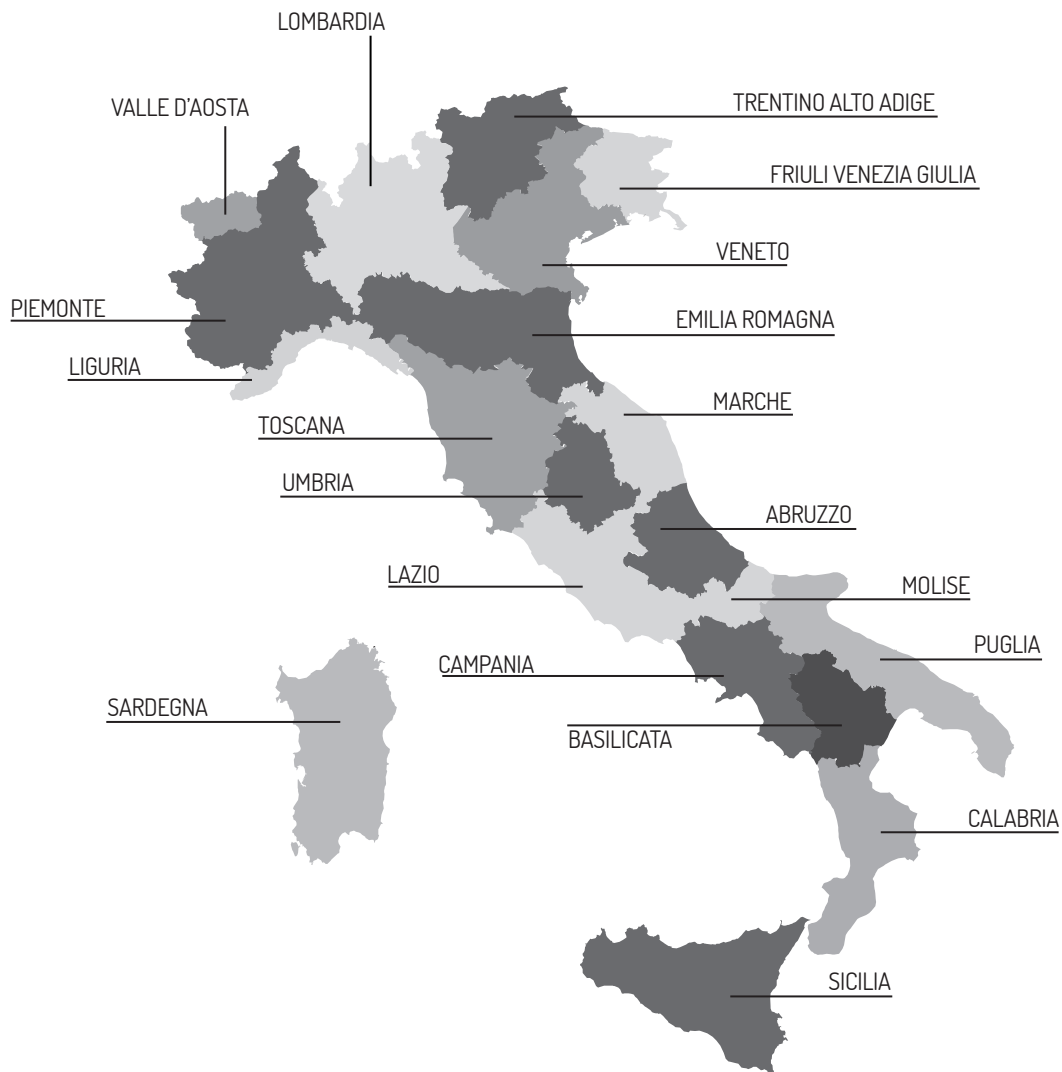 LOMBARDIA
VALLE D'AOSTA
TRENTINO ALTO ADIGE
FRIULI VENEZIA GIULIA
VENETO
PIEMONTE
EMILIA ROMAGNA
LIGURIA
MARCHE
TOSCANA
UMBRIA
ABRUZZO
LAZIO
MOLISE
PUGLIA
CAMPANIA
SARDEGNA
BASILICATA
CALABRIA
SICILIA